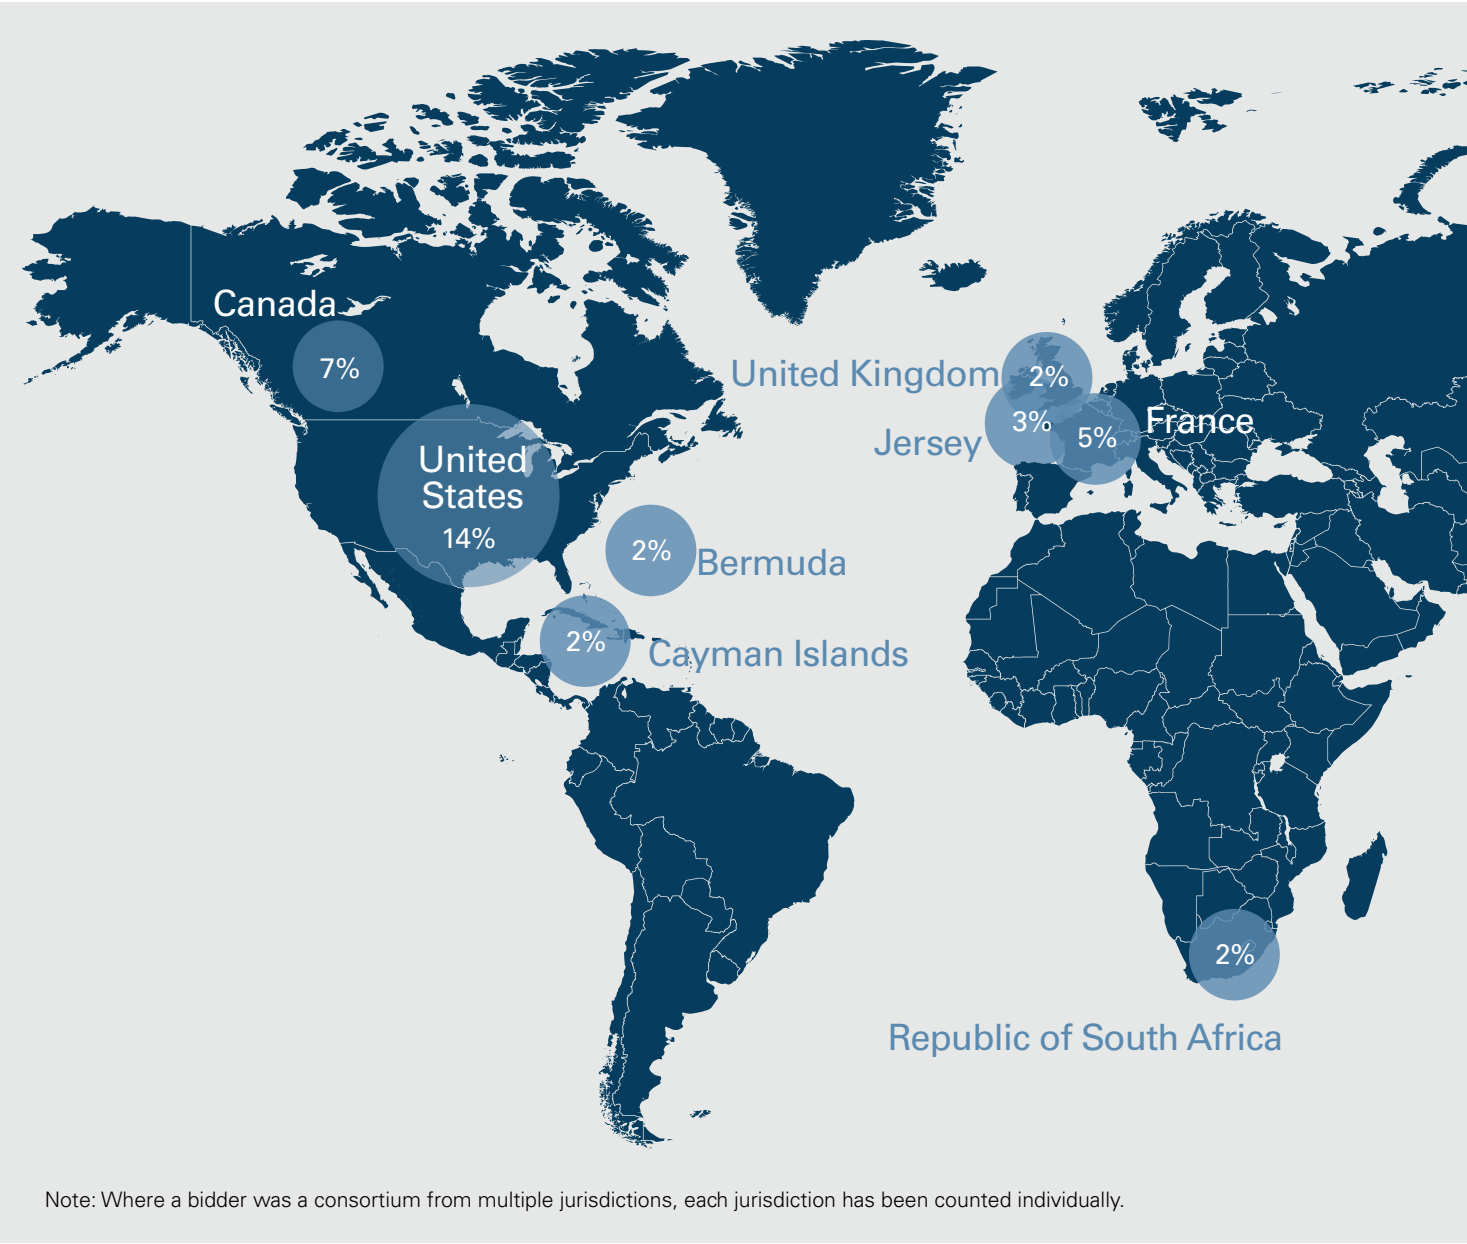 Canada
7%
United
States
14%
2%
Bermuda
2%
Cayman Islands
United Kingdom
2%
Jersey
3%
5%
France
2%
Republic of South Africa
Note: Where a bidder was a consortium from multiple jurisdictions, each jurisdiction has been counted individually.